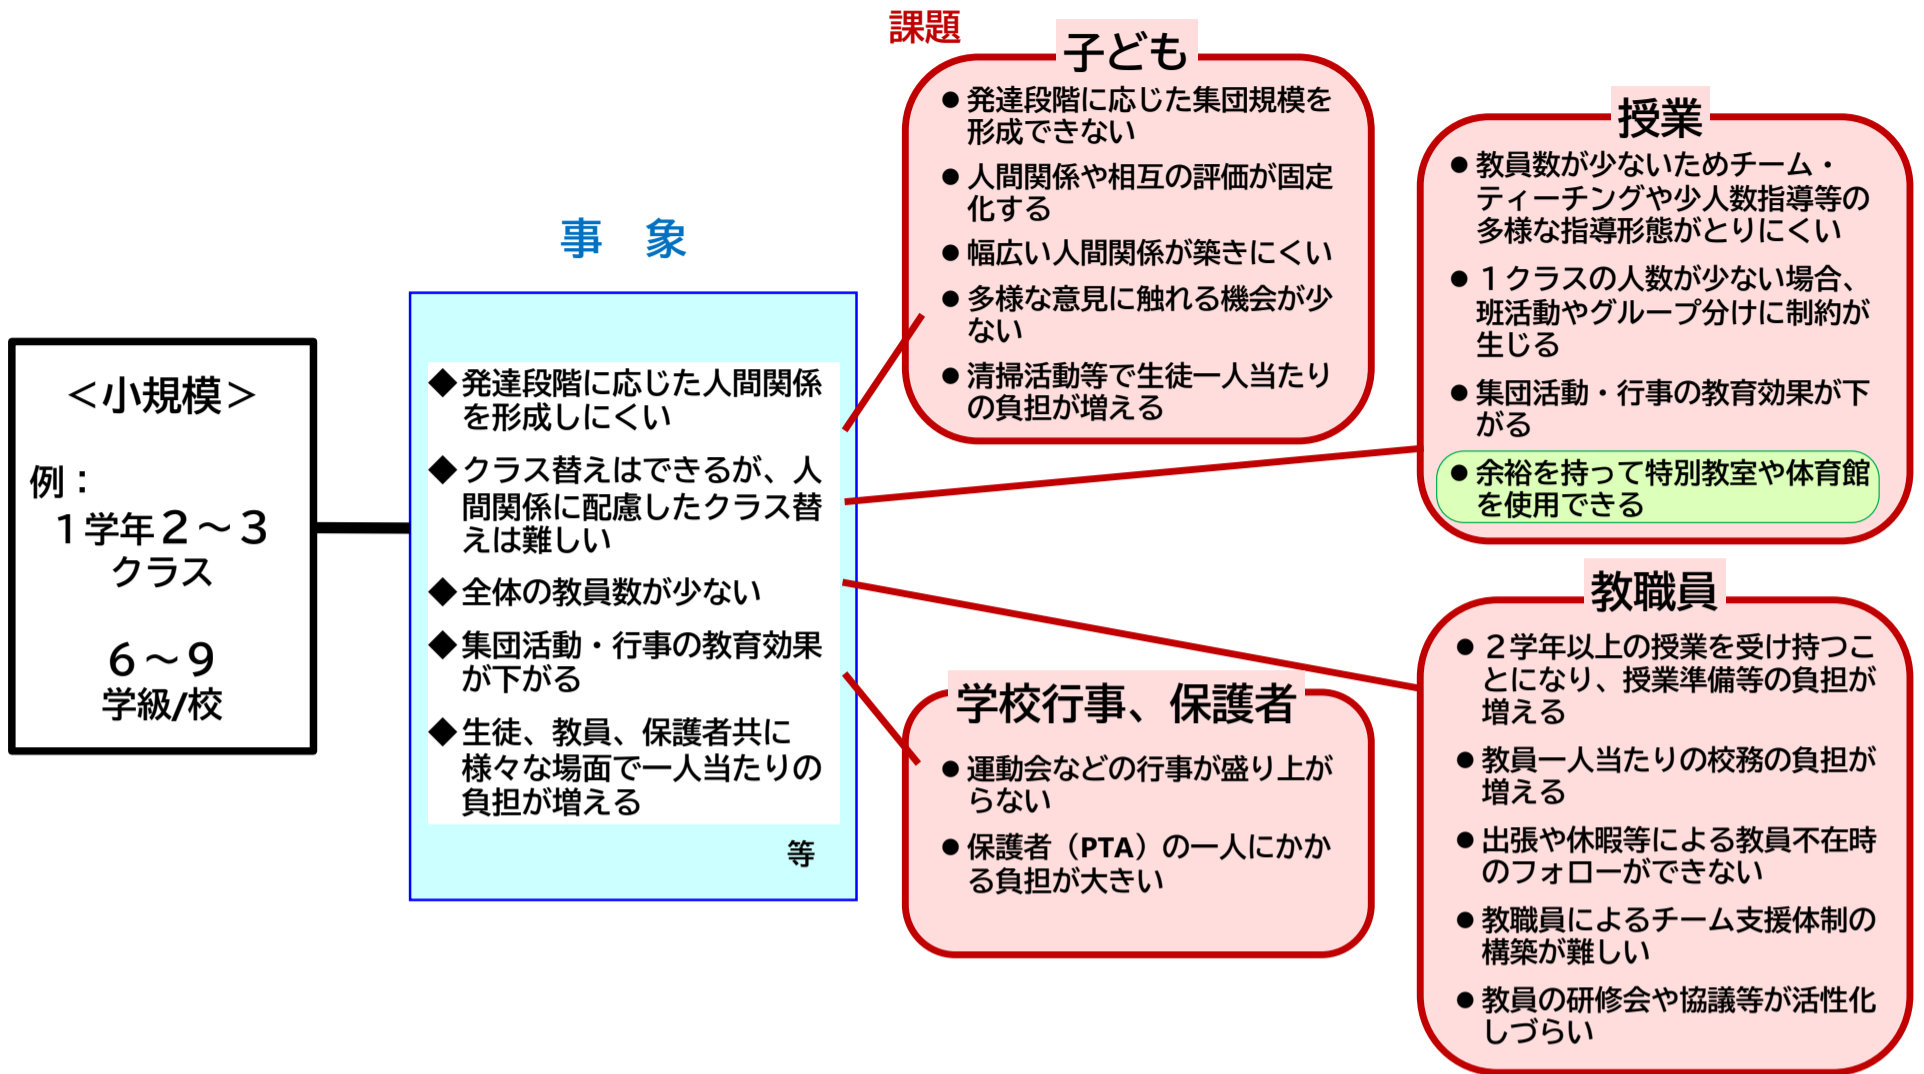 ＜小規模＞
例：
１学年２～３
クラス
６～９
学級/校
事　象
◆発達段階に応じた人間関係
を形成しにくい
◆クラス替えはできるが、人
間関係に配慮したクラス替
えは難しい
◆全体の教員数が少ない
◆集団活動・行事の教育効果
が下がる
◆生徒、教員、保護者共に
様々な場面で一人当たりの
負担が増える
等
課題
子ども
●発達段階に応じた集団規模を
形成できない
●人間関係や相互の評価が固定
化する
●幅広い人間関係が築きにくい
●多様な意見に触れる機会が少
ない
●清掃活動等で生徒一人当たり
の負担が増える
授業
●教員数が少ないためチーム・
ティーチングや少人数指導等の
多様な指導形態がとりにくい
●１クラスの人数が少ない場合、
班活動やグループ分けに制約が
生じる
●集団活動・行事の教育効果が下
がる
●余裕を持って特別教室や体育館
を使用できる
学校行事、保護者
●運動会などの行事が盛り上が
らない
●保護者（PTA）の一人にかか
る負担が大きい
教職員
●２学年以上の授業を受け持つこ
とになり、授業準備等の負担が
増える
●教員一人当たりの校務の負担が
増える
●出張や休暇等による教員不在時
のフォローができない
●教職員によるチーム支援体制の
構築が難しい
●教員の研修会や協議等が活性化
しづらい